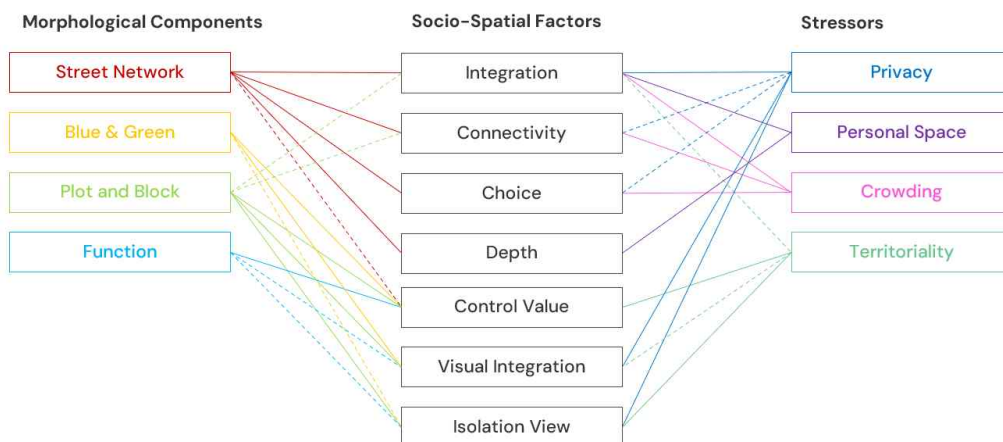 Morphological Components
Socio-Spatial Factors
Stressors
Street Network
Integration
Privacy
Blue & Green
Connectivity
Personal Space
Plot and Block
Choice
Crowding
Function
Depth
Territoriality
Control Value
Visual Integration
Isolation View